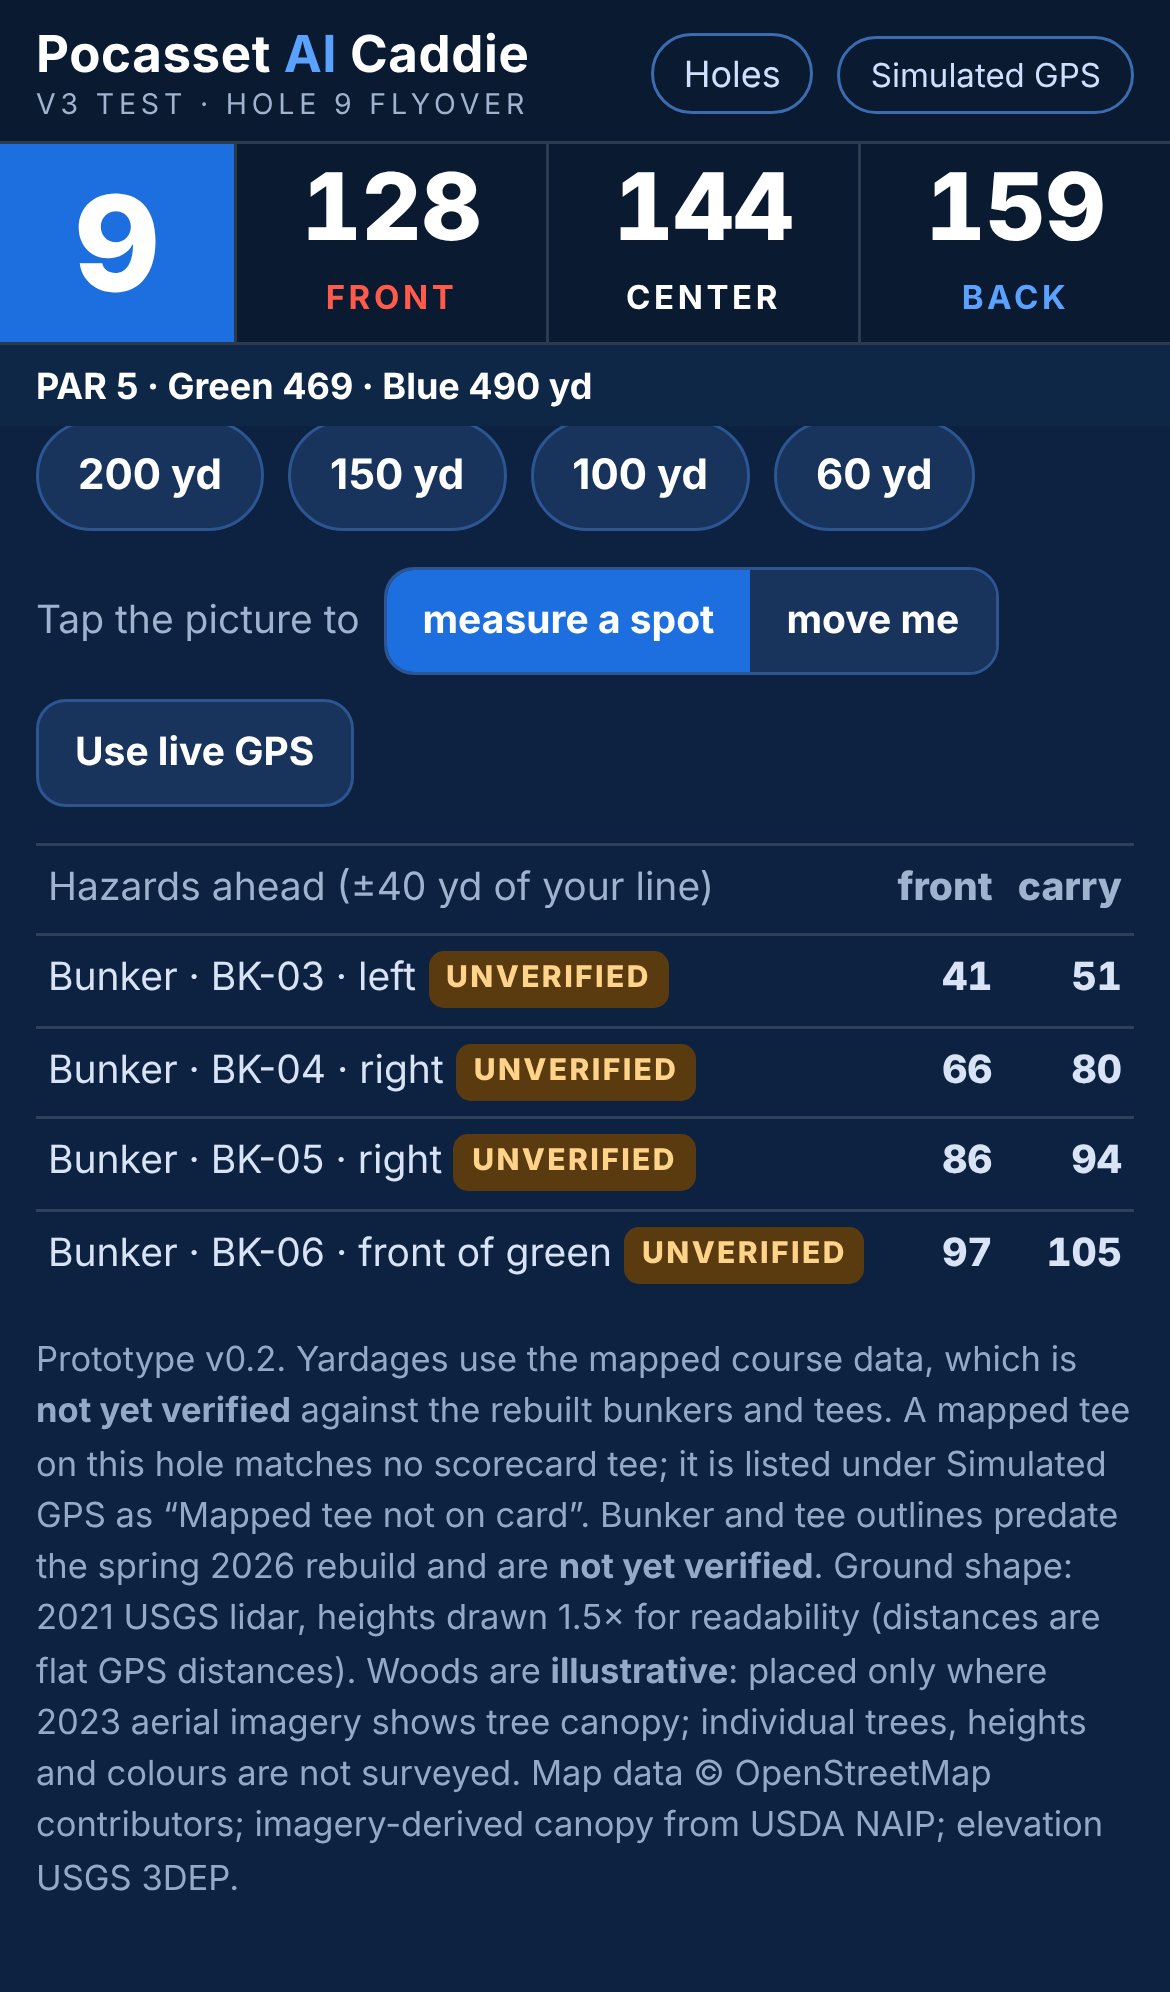 Pocasset AI Caddie
V3 TEST · HOLE 9 FLYOVER
Holes
Simulated GPS
9
128
FRONT
144
CENTER
159
BACK
PAR 5 · Green 469 · Blue 490 yd
200 yd
150 yd
100 yd
60 yd
Tap the picture to
measure a spot
move me
Use live GPS
Hazards ahead (±40 yd of your line) front carry
Bunker · BK-03 · left UNVERIFIED 41 51
Bunker · BK-04 · right UNVERIFIED 66 80
Bunker · BK-05 · right UNVERIFIED 86 94
Bunker · BK-06 · front of green UNVERIFIED 97 105
Prototype v0.2. Yardages use the mapped course data, which is
not yet verified against the rebuilt bunkers and tees. A mapped tee
on this hole matches no scorecard tee; it is listed under Simulated
GPS as “Mapped tee not on card”. Bunker and tee outlines predate
the spring 2026 rebuild and are not yet verified. Ground shape:
2021 USGS lidar, heights drawn 1.5× for readability (distances are
flat GPS distances). Woods are illustrative: placed only where
2023 aerial imagery shows tree canopy; individual trees, heights
and colours are not surveyed. Map data © OpenStreetMap
contributors; imagery-derived canopy from USDA NAIP; elevation
USGS 3DEP.